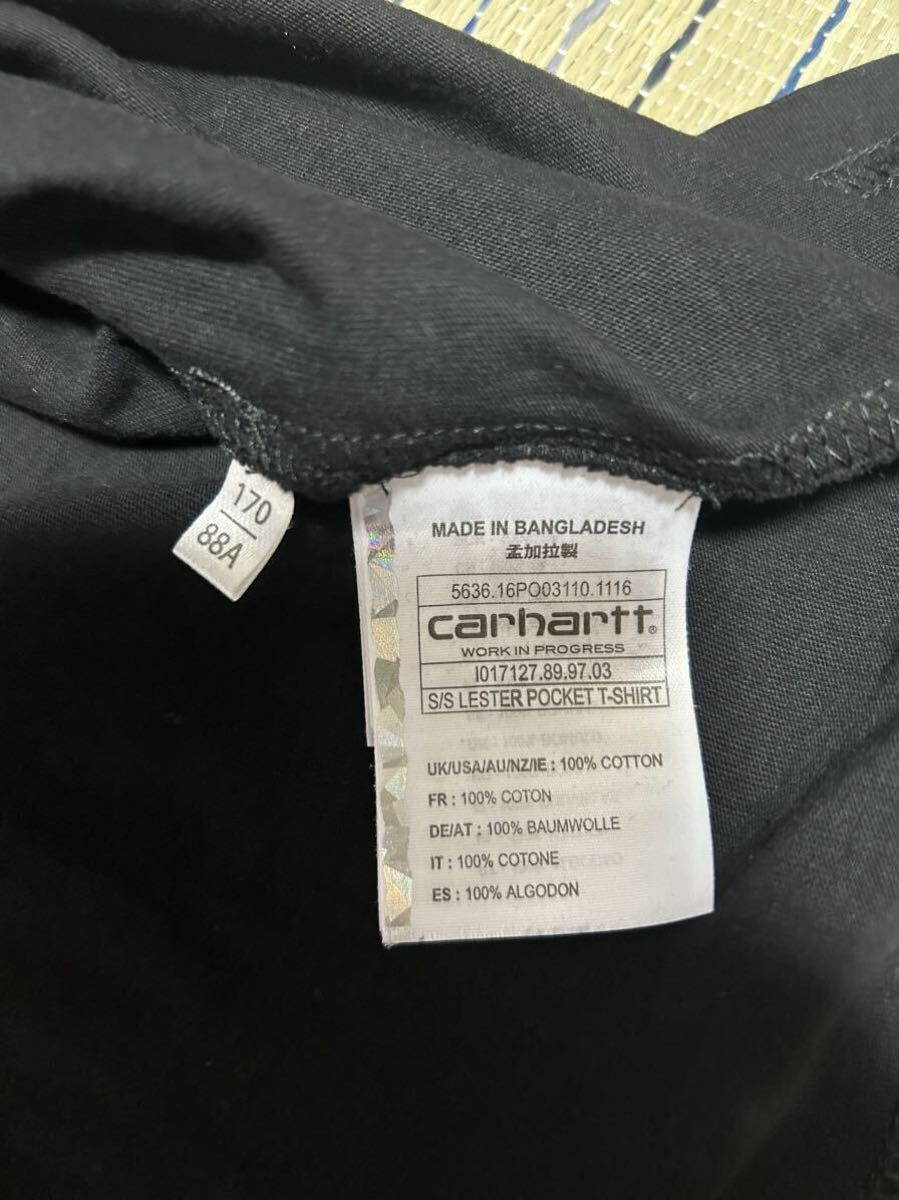 170
88A
MADE IN BANGLADESH
孟加拉製
5636.16PO03110.1116
carhartt®
WORK IN PROGRESS
I017127.89.97.03
S/S LESTER POCKET T-SHIRT
UK/USA/AU/NZ/IE : 100% COTTON
FR : 100% COTON
DE/AT : 100% BAUMWOLLE
IT : 100% COTONE
ES : 100% ALGODON